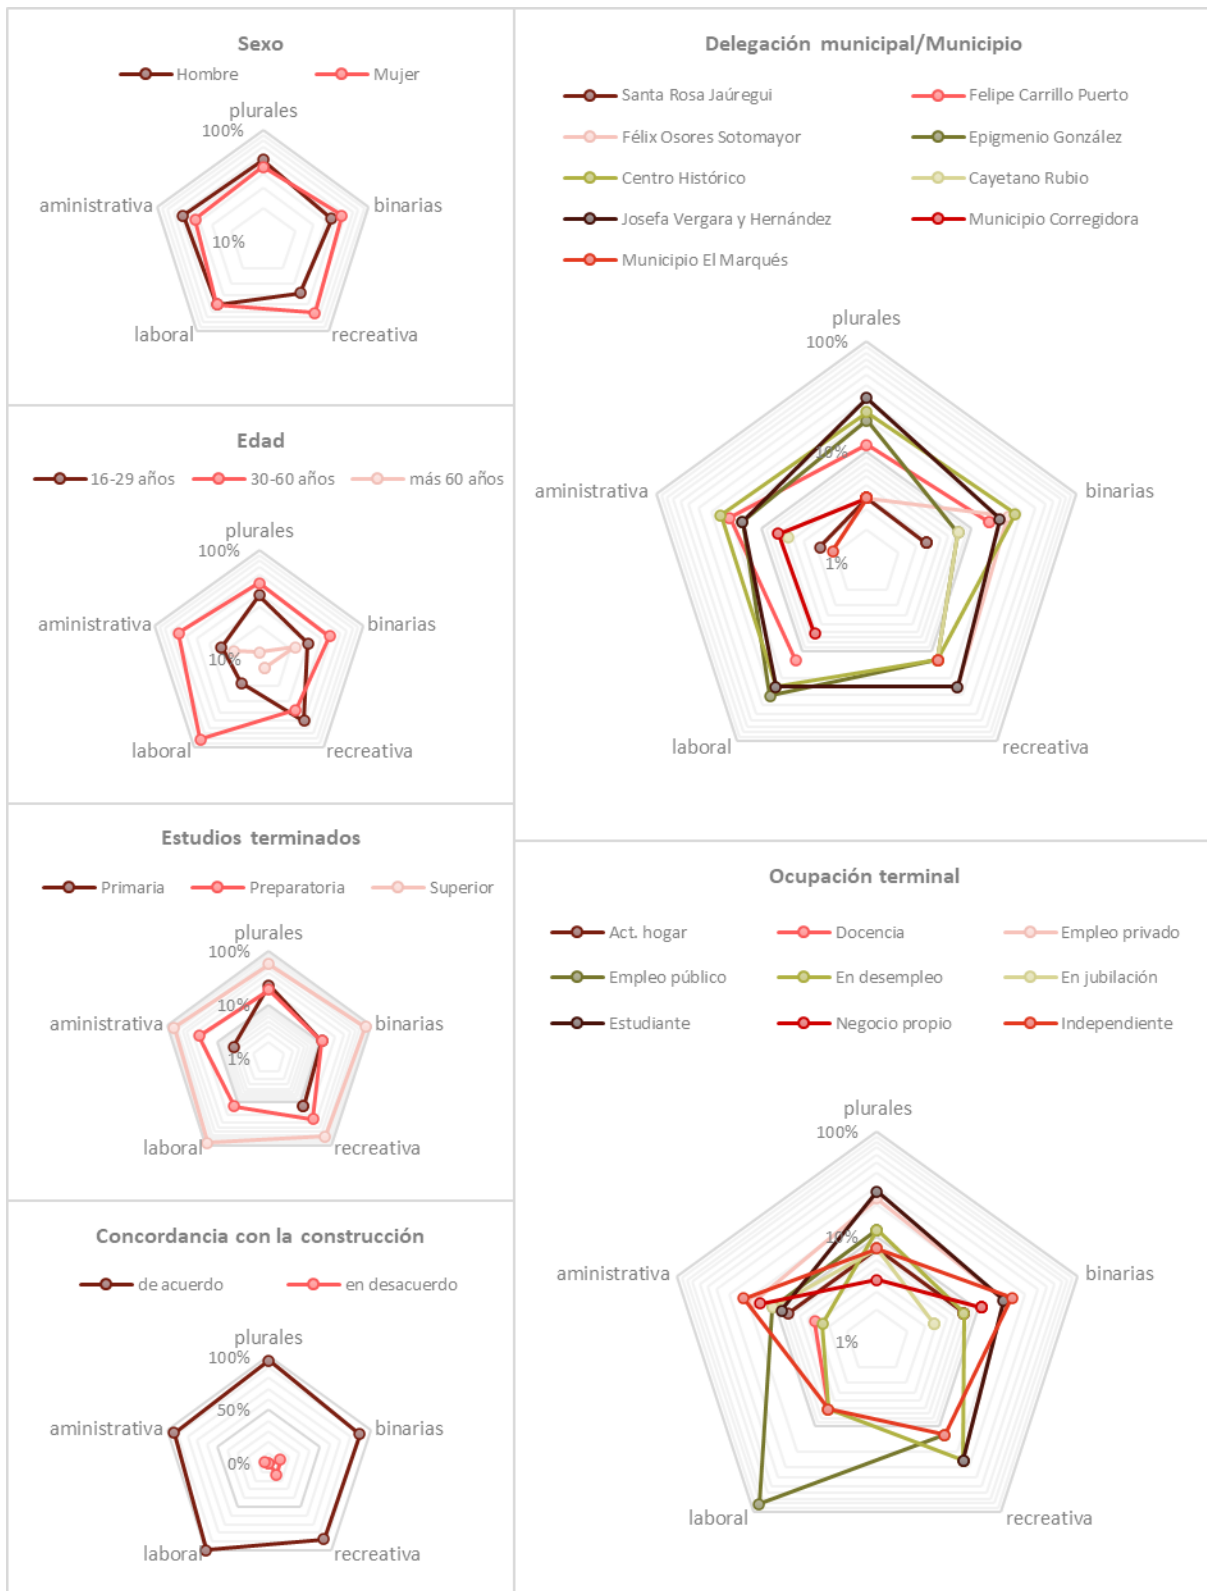 Sexo
Hombre Mujer
plurales
100%
aministrativa binarias
10%
laboral recreativa
Edad
16-29 años 30-60 años más 60 años
plurales
100%
aministrativa binarias
10%
laboral recreativa
Estudios terminados
Primaria Preparatoria Superior
plurales
100%
10%
aministrativa binarias
1%
laboral recreativa
Concordancia con la construcción
de acuerdo en desacuerdo
plurales
100%
50%
aministrativa binarias
0%
laboral recreativa
Delegación municipal/Municipio
Santa Rosa Jaúregui Felipe Carrillo Puerto
Félix Osores Sotomayor Epigmenio González
Centro Histórico Cayetano Rubio
Josefa Vergara y Hernández Municipio Corregidora
Municipio El Marqués
plurales
100%
10%
aministrativa binarias
1%
laboral recreativa
Ocupación terminal
Act. hogar Docencia Empleo privado
Empleo público En desempleo En jubilación
Estudiante Negocio propio Independiente
plurales
100%
10%
aministrativa binarias
1%
laboral recreativa